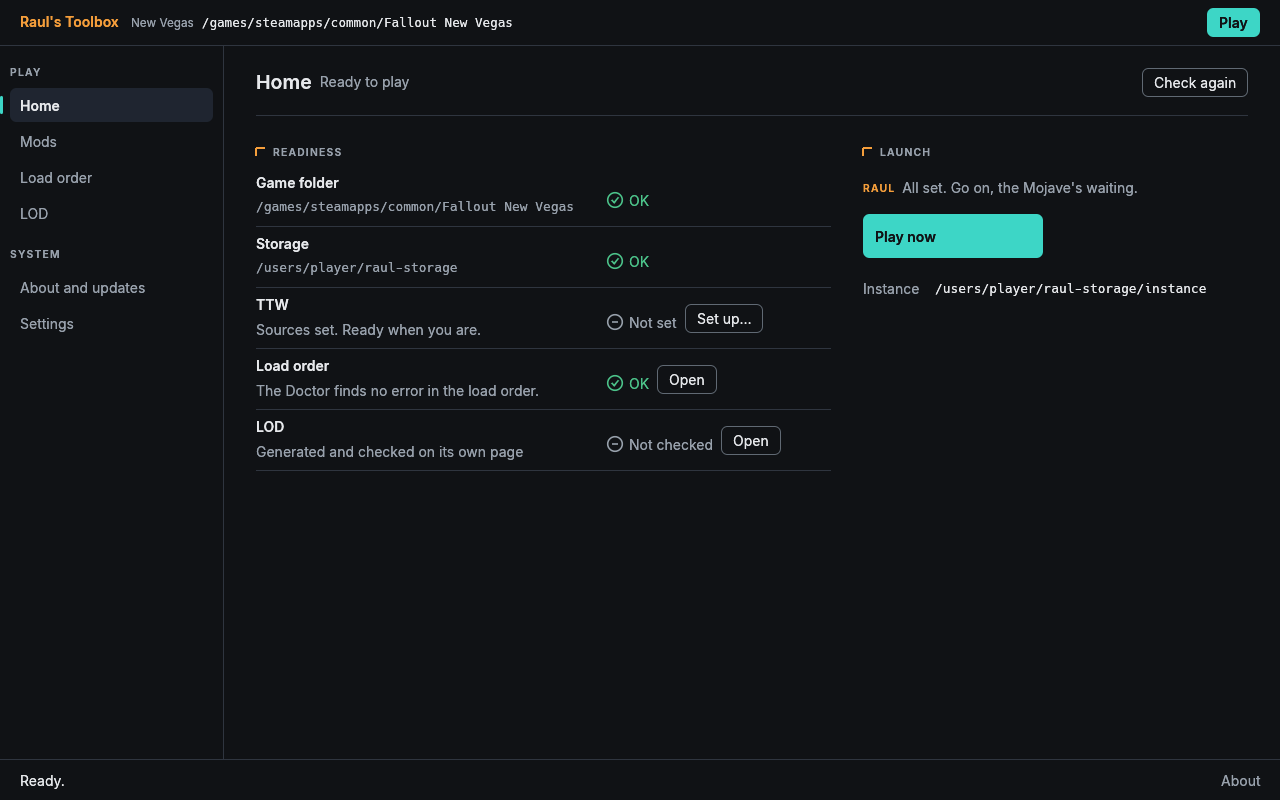 Raul's Toolbox New Vegas /games/steamapps/common/Fallout New Vegas Play
PLAY
Home
Mods
Load order
LOD
SYSTEM
About and updates
Settings
Home Ready to play Check again
READINESS
Game folder
/games/steamapps/common/Fallout New Vegas OK
Storage
/users/player/raul-storage OK
TTW
Sources set. Ready when you are. Not set Set up...
Load order
The Doctor finds no error in the load order. OK Open
LOD
Generated and checked on its own page Not checked Open
LAUNCH
RAUL All set. Go on, the Mojave's waiting.
Play now
Instance /users/player/raul-storage/instance
Ready. About